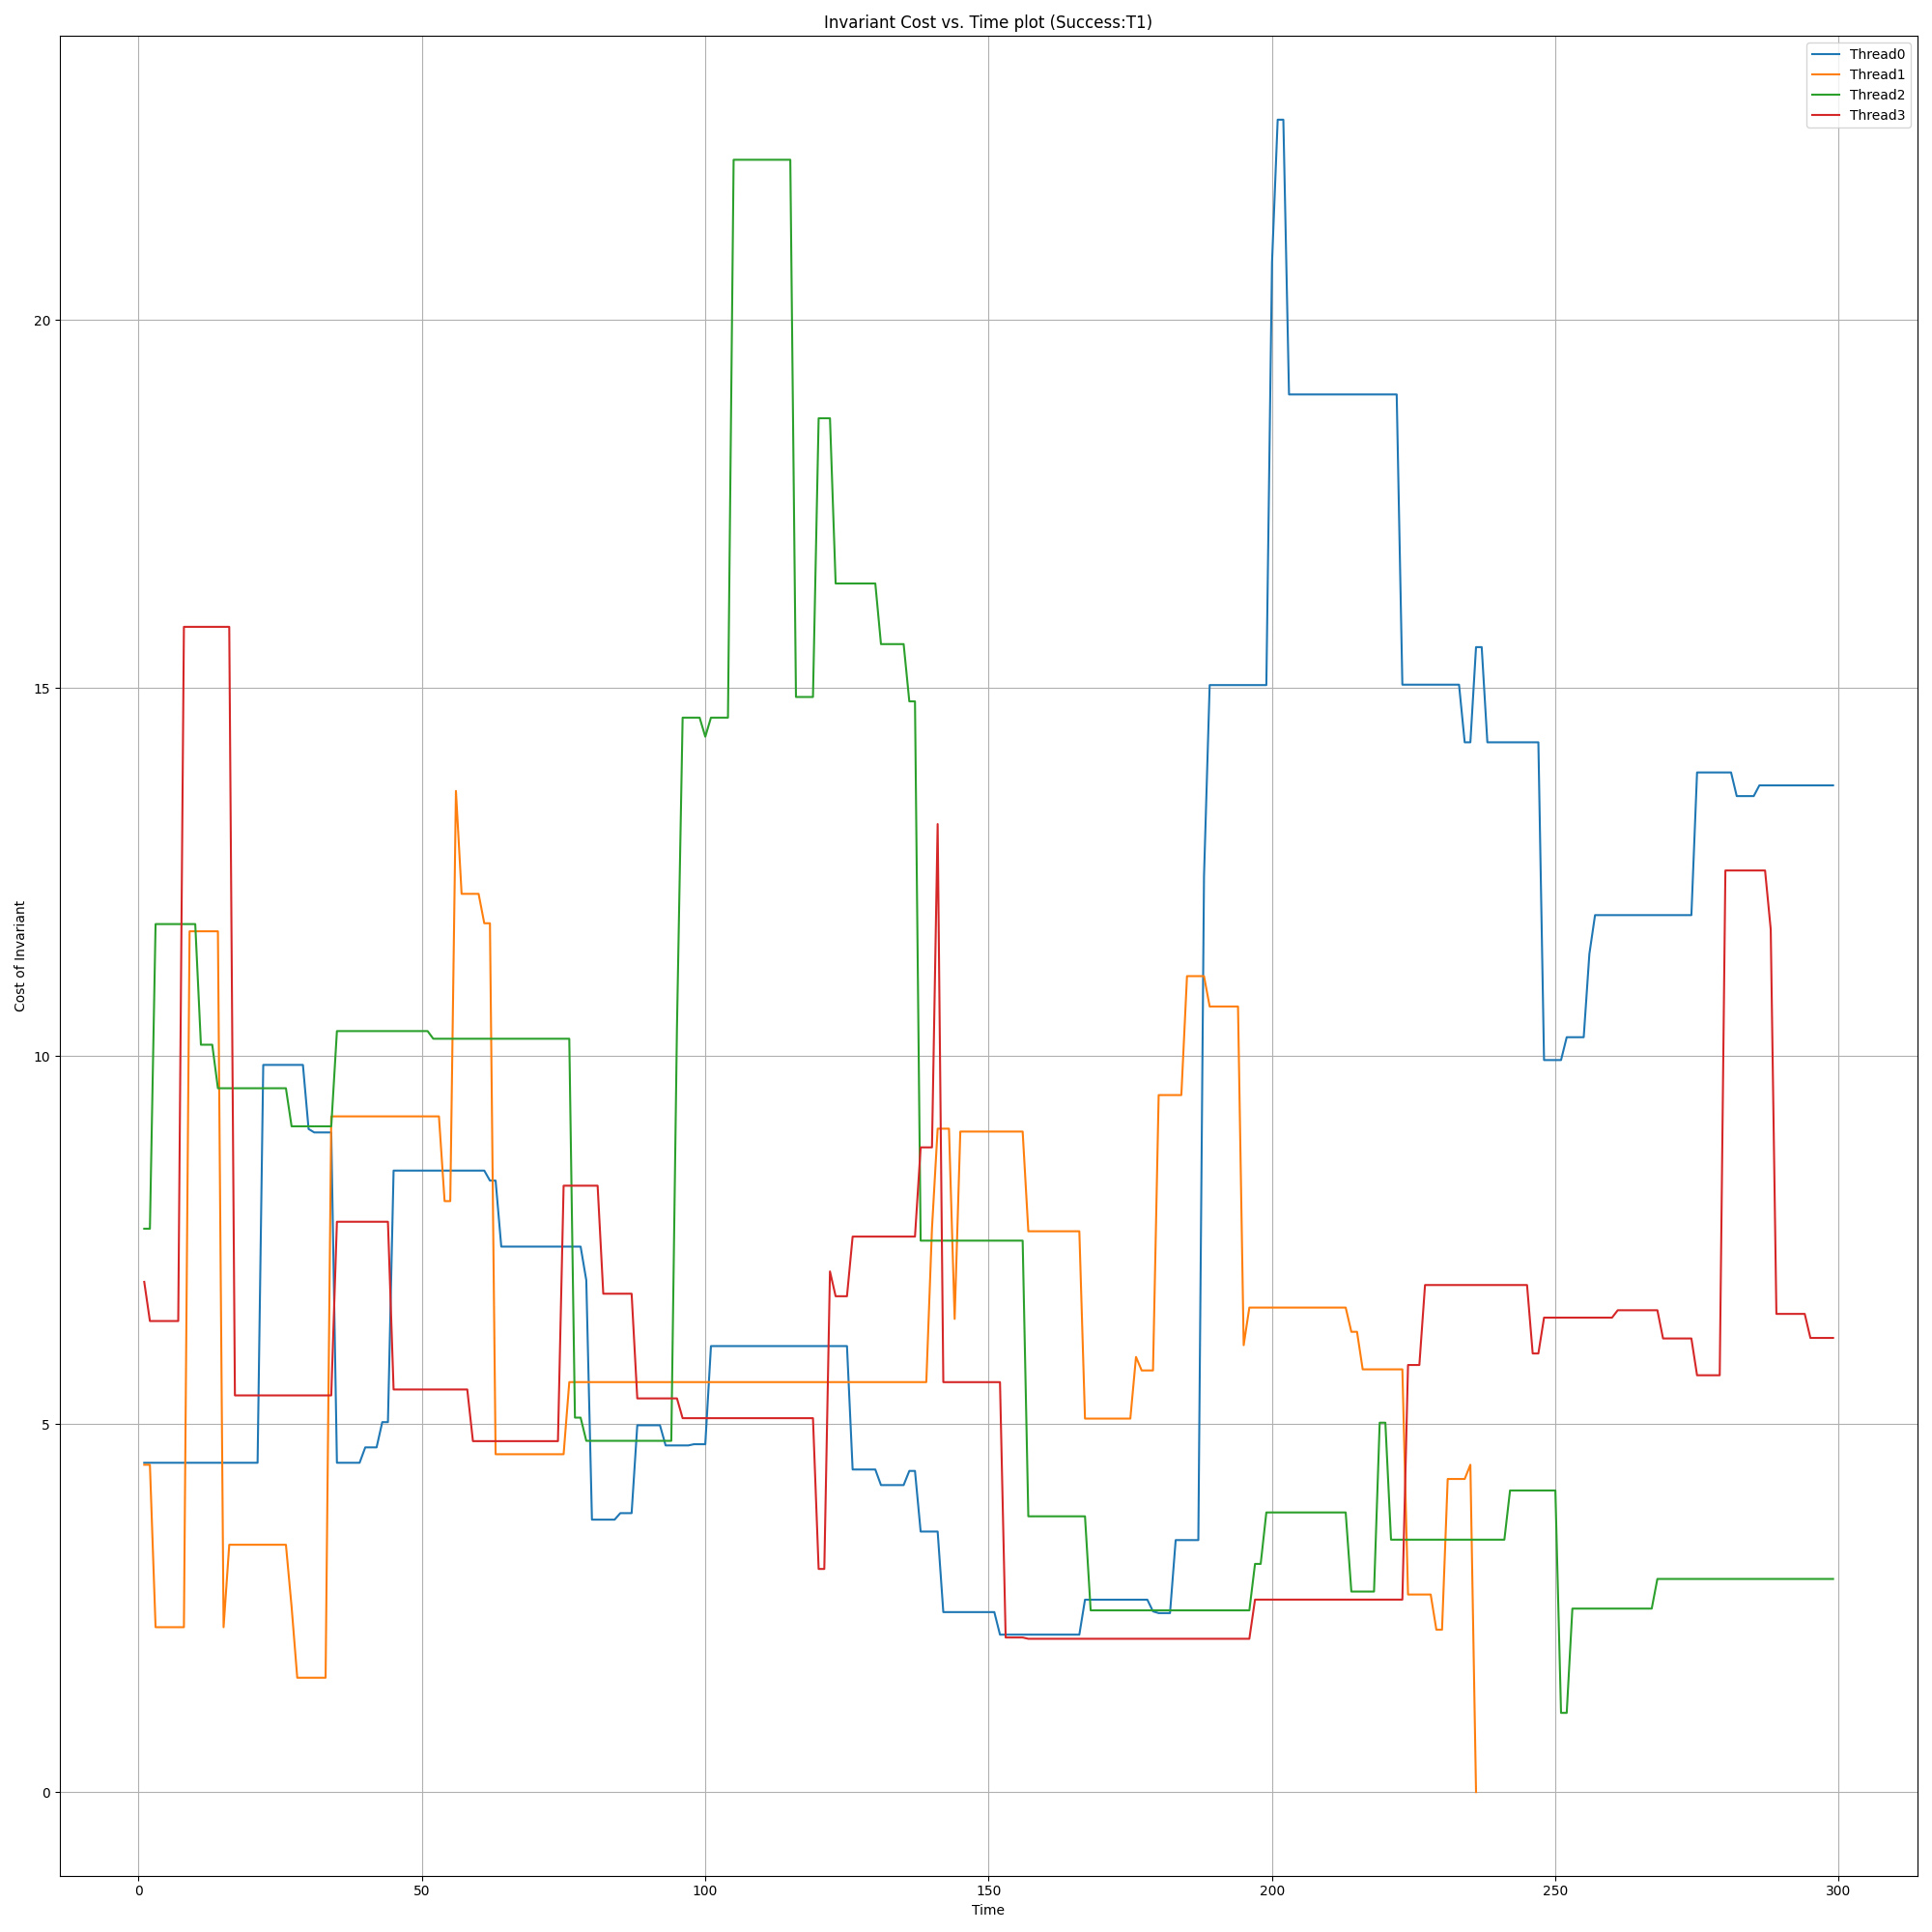 Invariant Cost vs. Time plot (Success:T1)
Thread0
Thread1
Thread2
Thread3
20
15
10
5
0
Cost of Invariant
0 50 100 150 200 250 300
Time